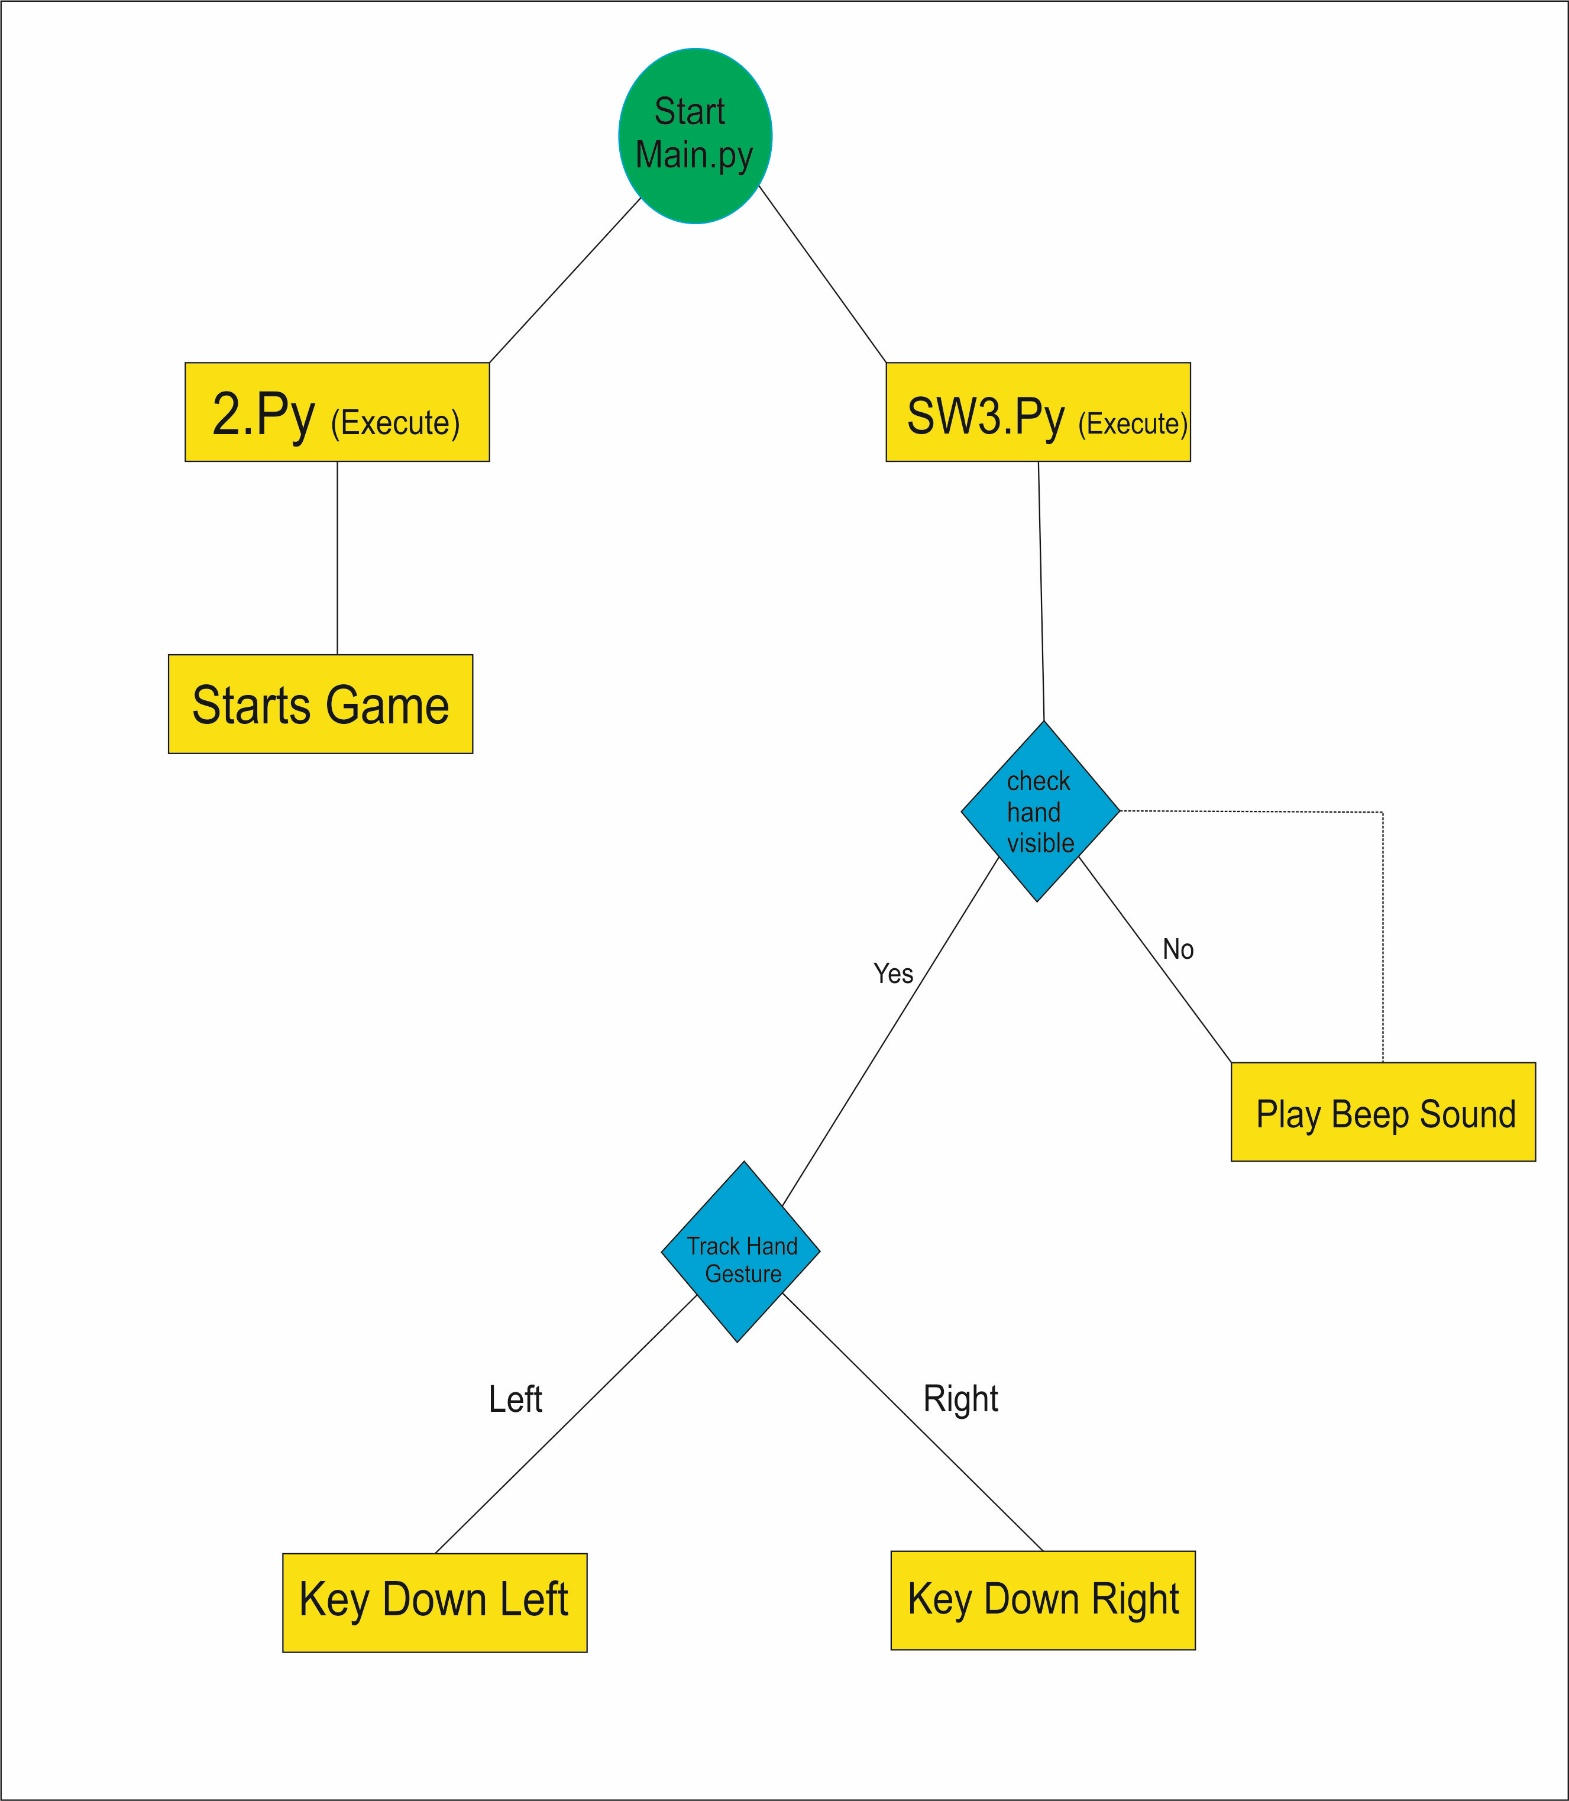 Start
Main.py
2.Py (Execute)
SW3.Py (Execute)
Starts Game
check
hand
visible
Yes
No
Play Beep Sound
Track Hand
Gesture
Left
Right
Key Down Left
Key Down Right